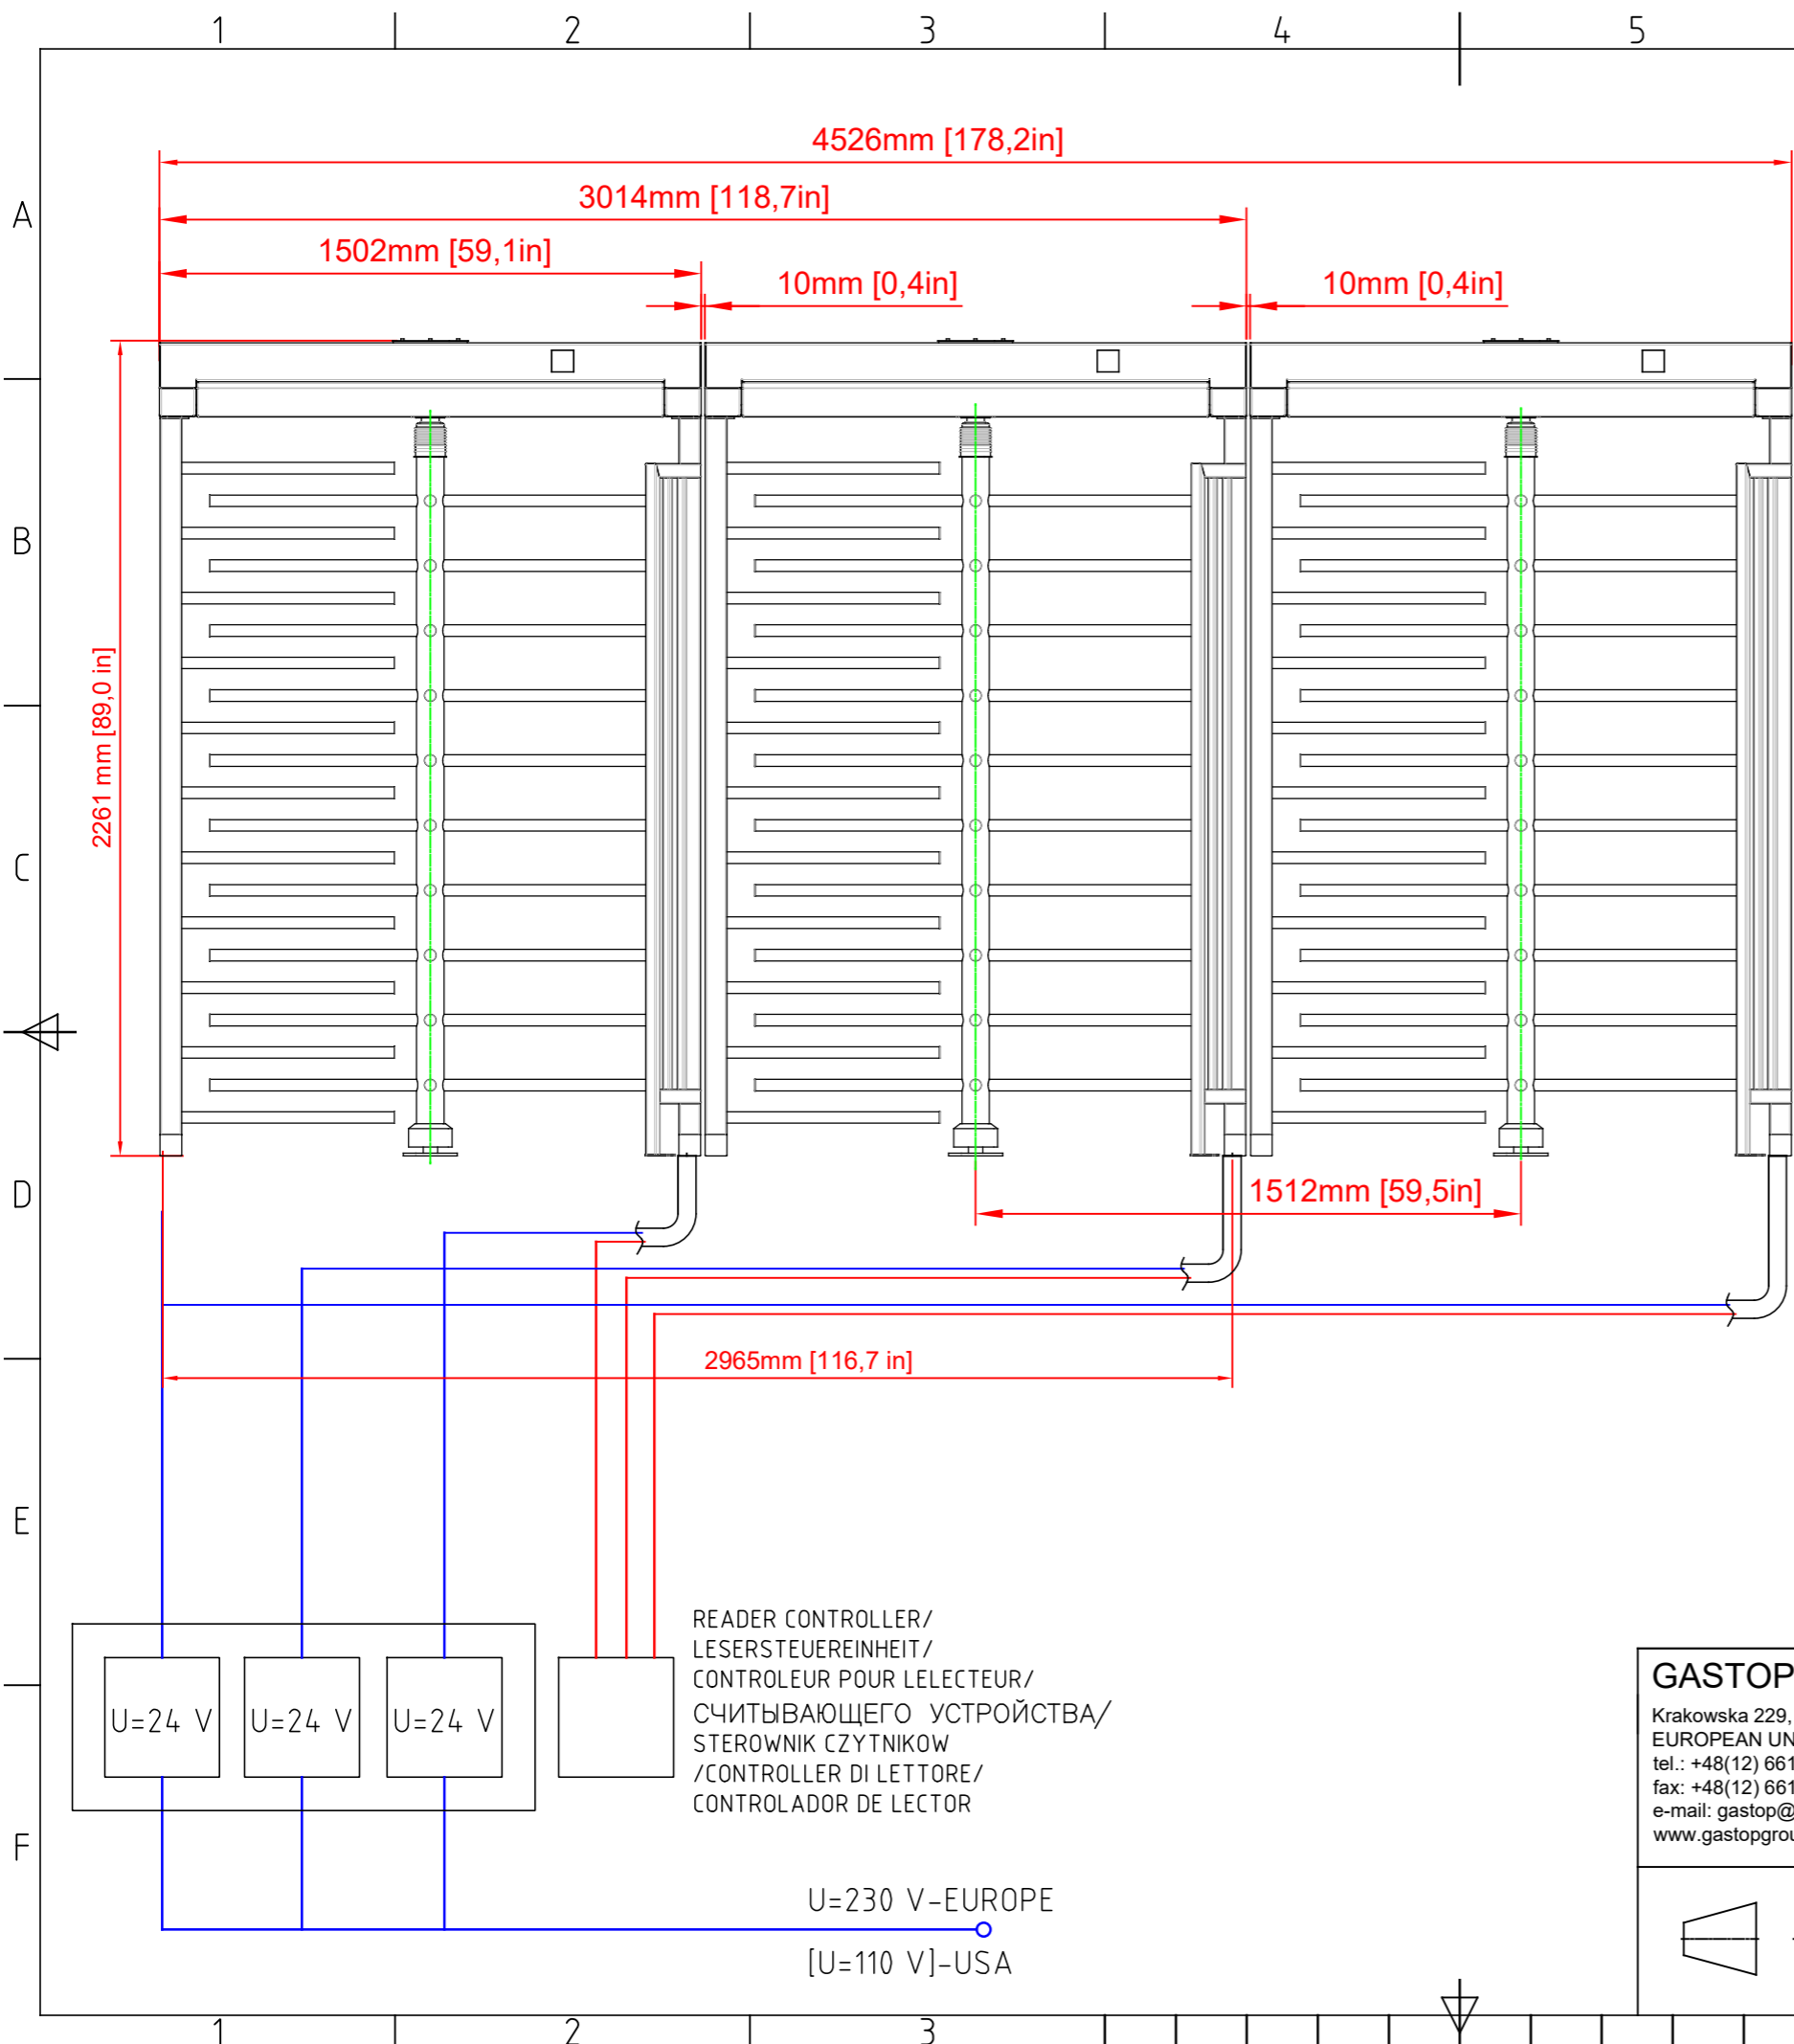 1 2 3 4 5
4526mm [178,2in]
A
3014mm [118,7in]
1502mm [59,1in]
10mm [0,4in] 10mm [0,4in]
B
2261 mm [89,0 in]
C
D
1512mm [59,5in]
2965mm [116,7 in]
E
READER CONTROLLER/
LESERSTEUEREINHEIT/
CONTROLEUR POUR LELECTEUR/
СЧИТЫВАЮЩЕГО УСТРОЙСТВА/
STEROWNIK CZYTNIKOW
/CONTROLLER DI LETTORE/
CONTROLADOR DE LECTOR
U=24 V U=24 V U=24 V
GASTOP
Krakowska 229,
EUROPEAN UN
tel.: +48(12) 661
fax: +48(12) 661
e-mail: gastop@
www.gastopgrou
F
U=230 V-EUROPE
[U=110 V]-USA
1 2 3